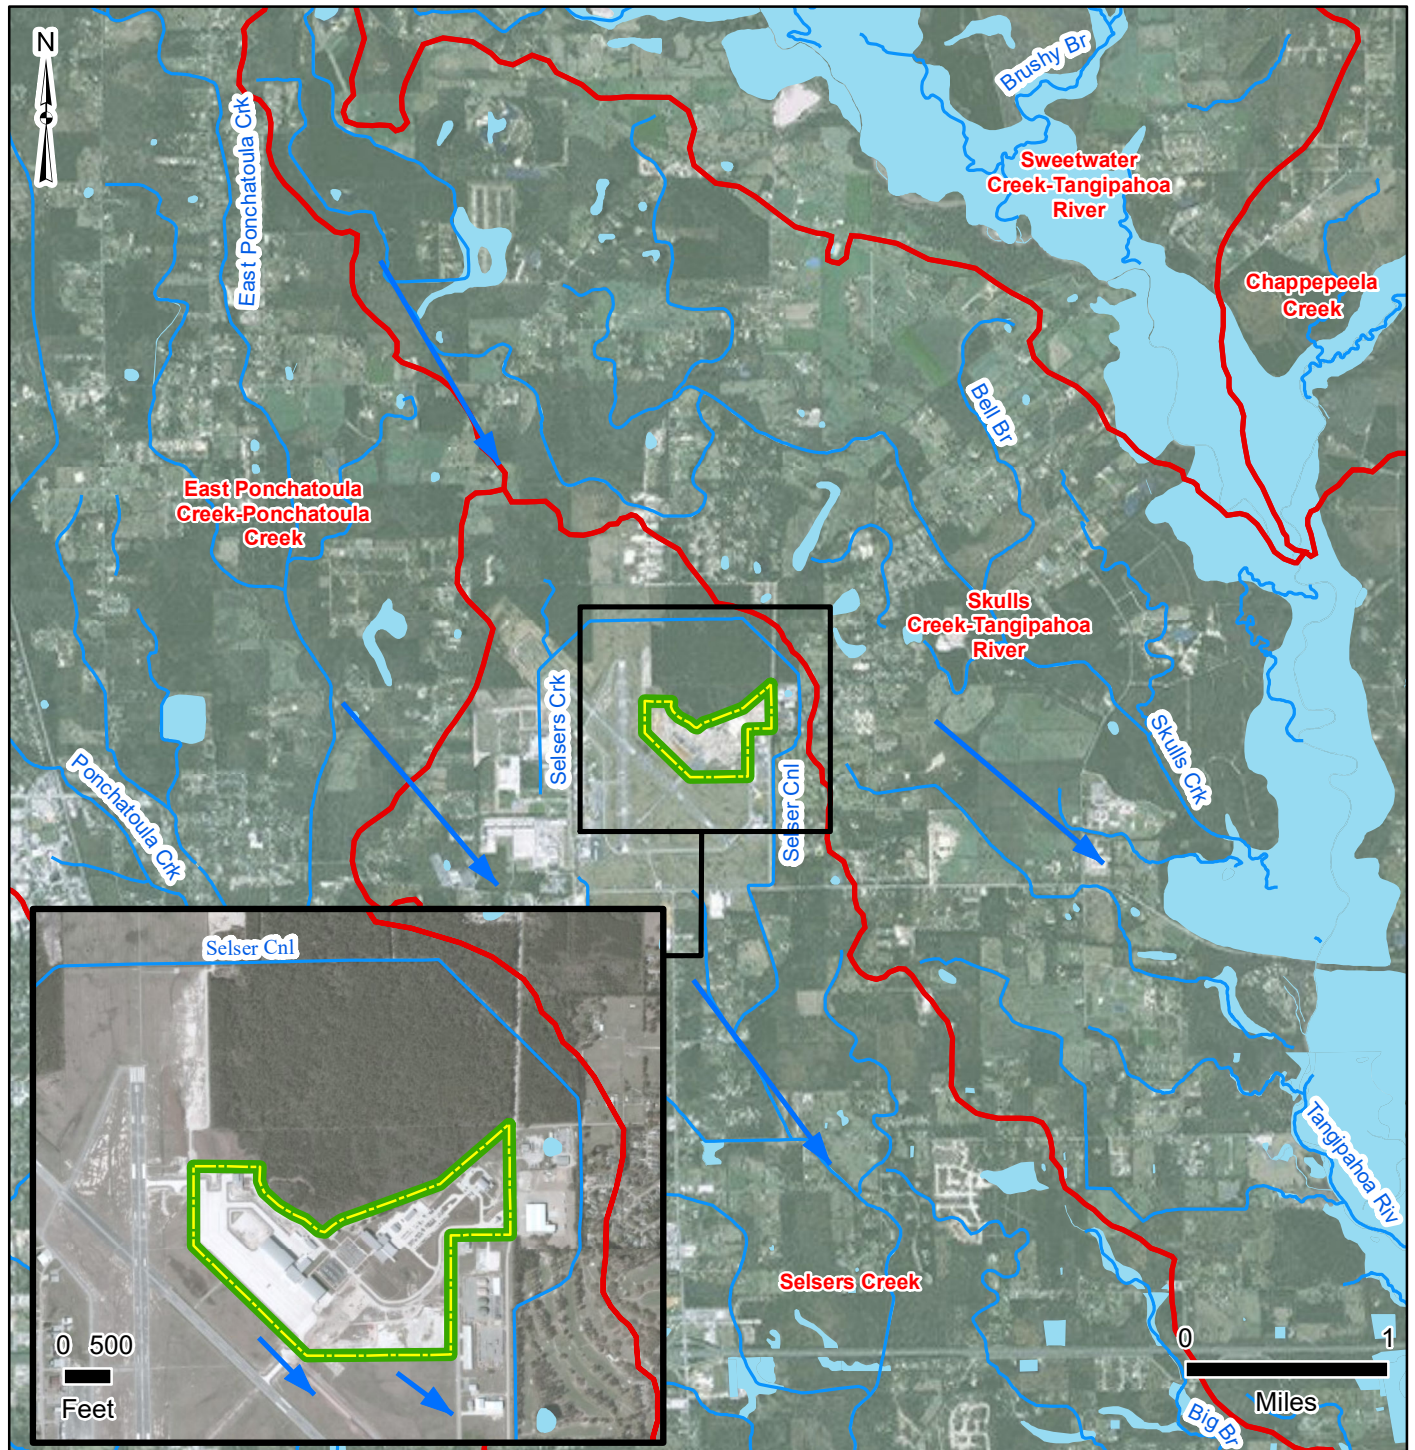 N
East Ponchatoula Crk
Brushy Br
Sweetwater
Creek-Tangipahoa
River
Chappepeela
Creek
Bell Br
East Ponchatoula
Creek-Ponchatoula
Creek
Skulls
Creek-Tangipahoa
River
Selsers Crk
Skulls Crk
Ponchatoula Crk
Selser Cnl
Selser Cnl
Tangipahoa Riv
Selsers Creek
0 500
Feet
0 1
Miles
Big Br